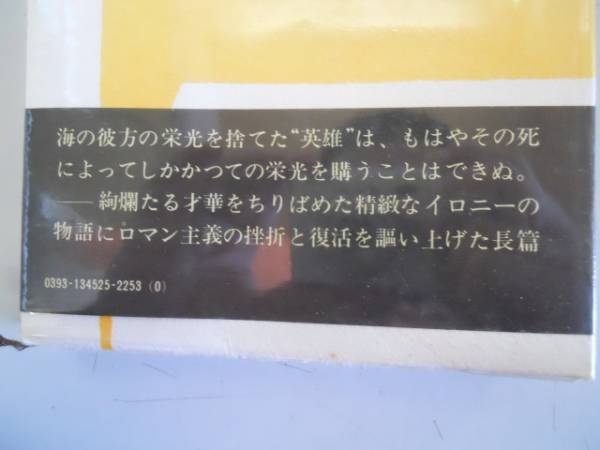 海の彼方の栄光を捨てた“英雄”は、もはやその死
によってしかかつての栄光を購うことはできぬ。
──絢爛たる才華をちりばめた精緻なイロニーの
物語にロマン主義の挫折と復活を謳い上げた長篇
0393-134525-2253 (0)